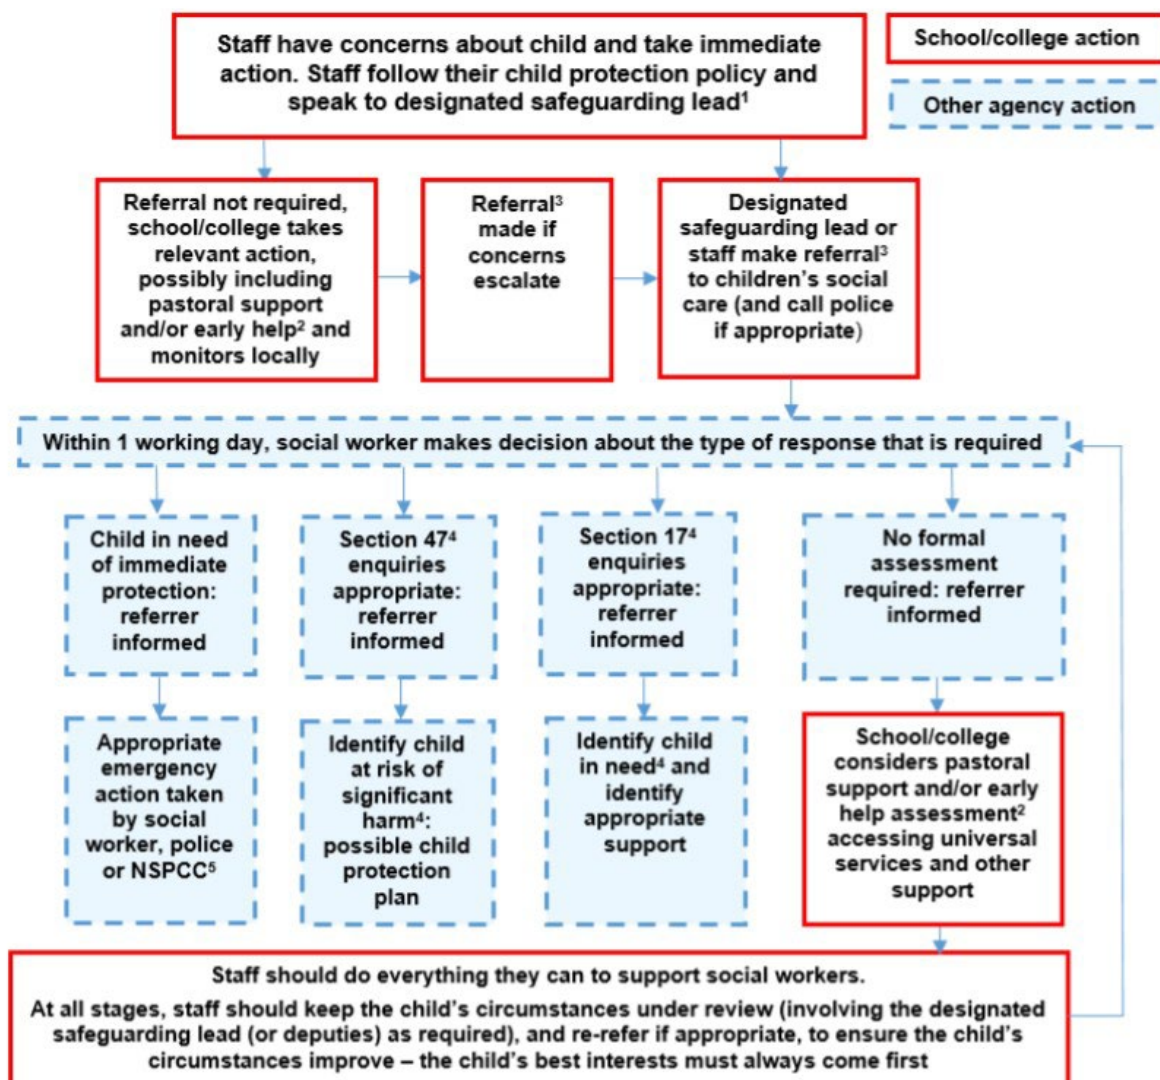 Staff have concerns about child and take immediate
action. Staff follow their child protection policy and
speak to designated safeguarding lead¹
School/college action
Other agency action
Referral not required,
school/college takes
relevant action,
possibly including
pastoral support
and/or early help² and
monitors locally
Referral³
made if
concerns
escalate
Designated
safeguarding lead or
staff make referral³
to children's social
care (and call police
if appropriate)
Within 1 working day, social worker makes decision about the type of response that is required
Child in need
of immediate
protection:
referrer
informed
Section 47⁴
enquiries
appropriate:
referrer
informed
Section 17⁴
enquiries
appropriate:
referrer
informed
No formal
assessment
required: referrer
informed
Appropriate
emergency
action taken
by social
worker, police
or NSPCC⁵
Identify child
at risk of
significant
harm⁴:
possible child
protection
plan
Identify child
in need⁴ and
identify
appropriate
support
School/college
considers pastoral
support and/or early
help assessment²
accessing universal
services and other
support
Staff should do everything they can to support social workers.
At all stages, staff should keep the child's circumstances under review (involving the designated
safeguarding lead (or deputies) as required), and re-refer if appropriate, to ensure the child's
circumstances improve – the child's best interests must always come first